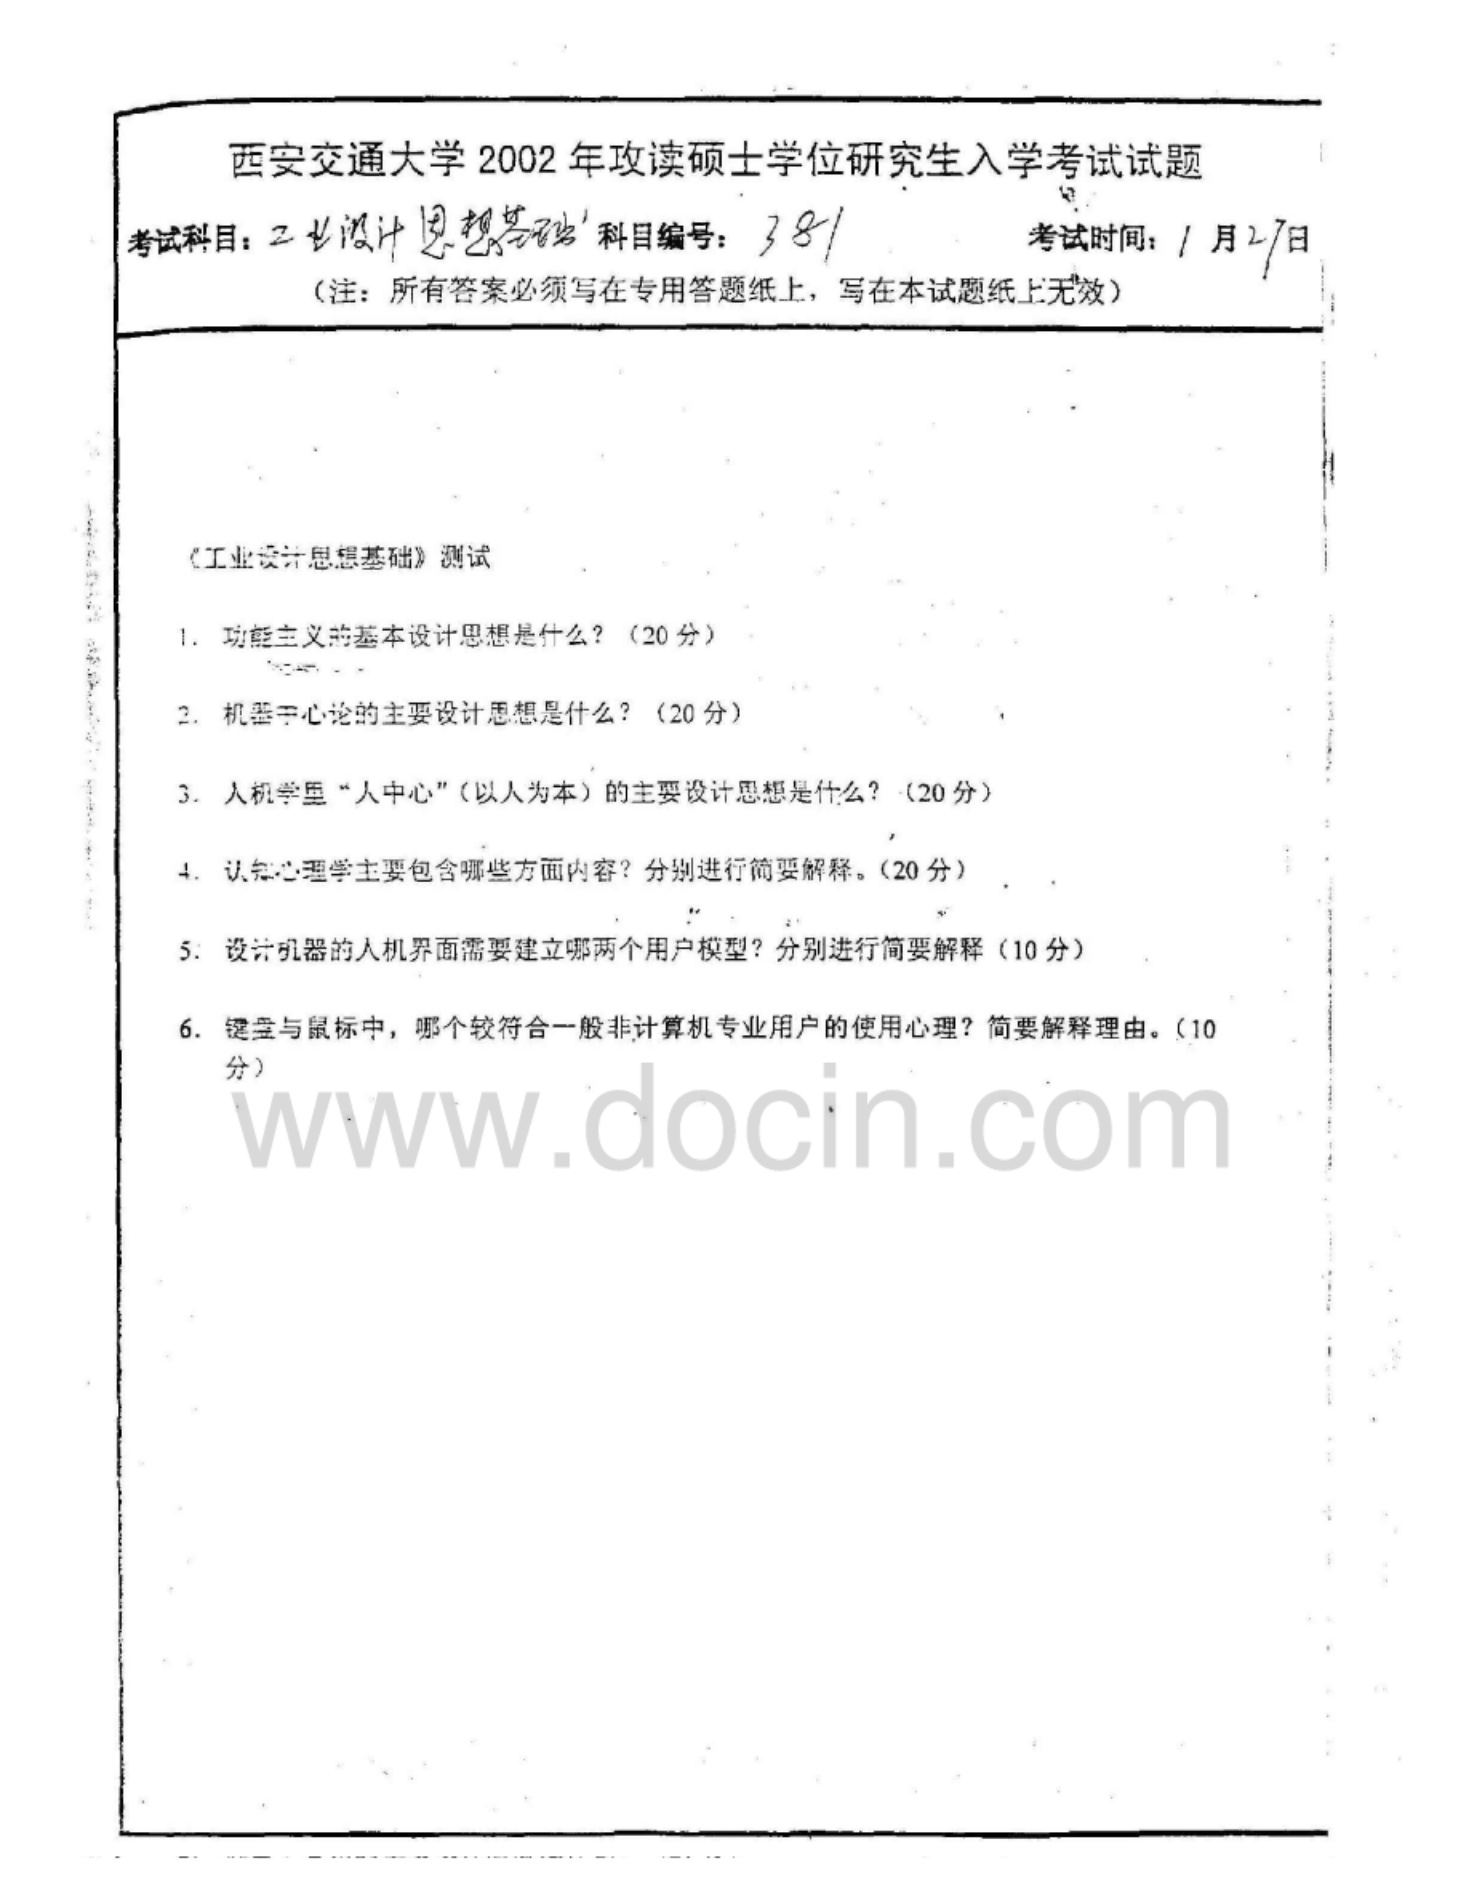 西安交通大学 2002 年攻读硕士学位研究生入学考试试题
考试科目：工业设计思想基础 科目编号：381 考试时间：1 月27日
（注：所有答案必须写在专用答题纸上，写在本试题纸上无效）
《工业设计思想基础》测试
1. 功能主义的基本设计思想是什么？（20 分）
2. 机器中心论的主要设计思想是什么？（20 分）
3. 人机学里“人中心”（以人为本）的主要设计思想是什么？（20 分）
4. 认知心理学主要包含哪些方面内容？分别进行简要解释。（20 分）
5. 设计机器的人机界面需要建立哪两个用户模型？分别进行简要解释（10 分）
6. 键盘与鼠标中，哪个较符合一般非计算机专业用户的使用心理？简要解释理由。（10
分）
www.docin.com